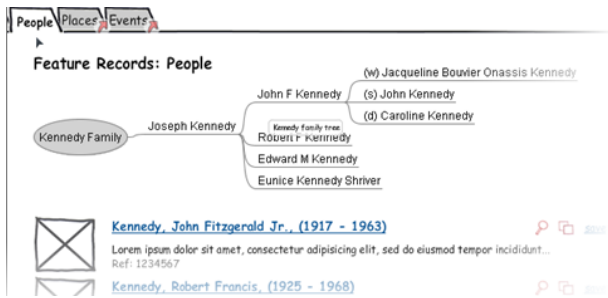 People Places Events
Feature Records: People
(w) Jacqueline Bouvier Onassis Kennedy
John F Kennedy
(s) John Kennedy
(d) Caroline Kennedy
Joseph Kennedy
Kennedy family tree
Kennedy Family
Robert F Kennedy
Edward M Kennedy
Eunice Kennedy Shriver
Kennedy, John Fitzgerald Jr., (1917 - 1963)
Lorem ipsum dolor sit amet, consectetur adipisicing elit, sed do eiusmod tempor incididunt...
Ref: 1234567
Kennedy, Robert Francis, (1925 - 1968)